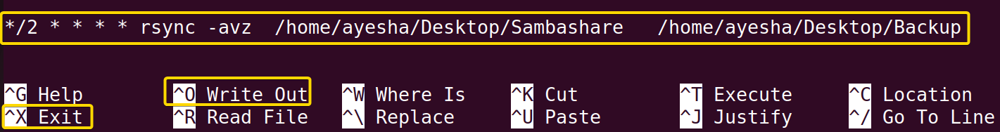 */2 * * * * rsync -avz  /home/ayesha/Desktop/Sambashare   /home/ayesha/Desktop/Backup
^G Help ^O Write Out ^W Where Is ^K Cut ^T Execute ^C Location
^X Exit ^R Read File ^\ Replace ^U Paste ^J Justify ^/ Go To Line